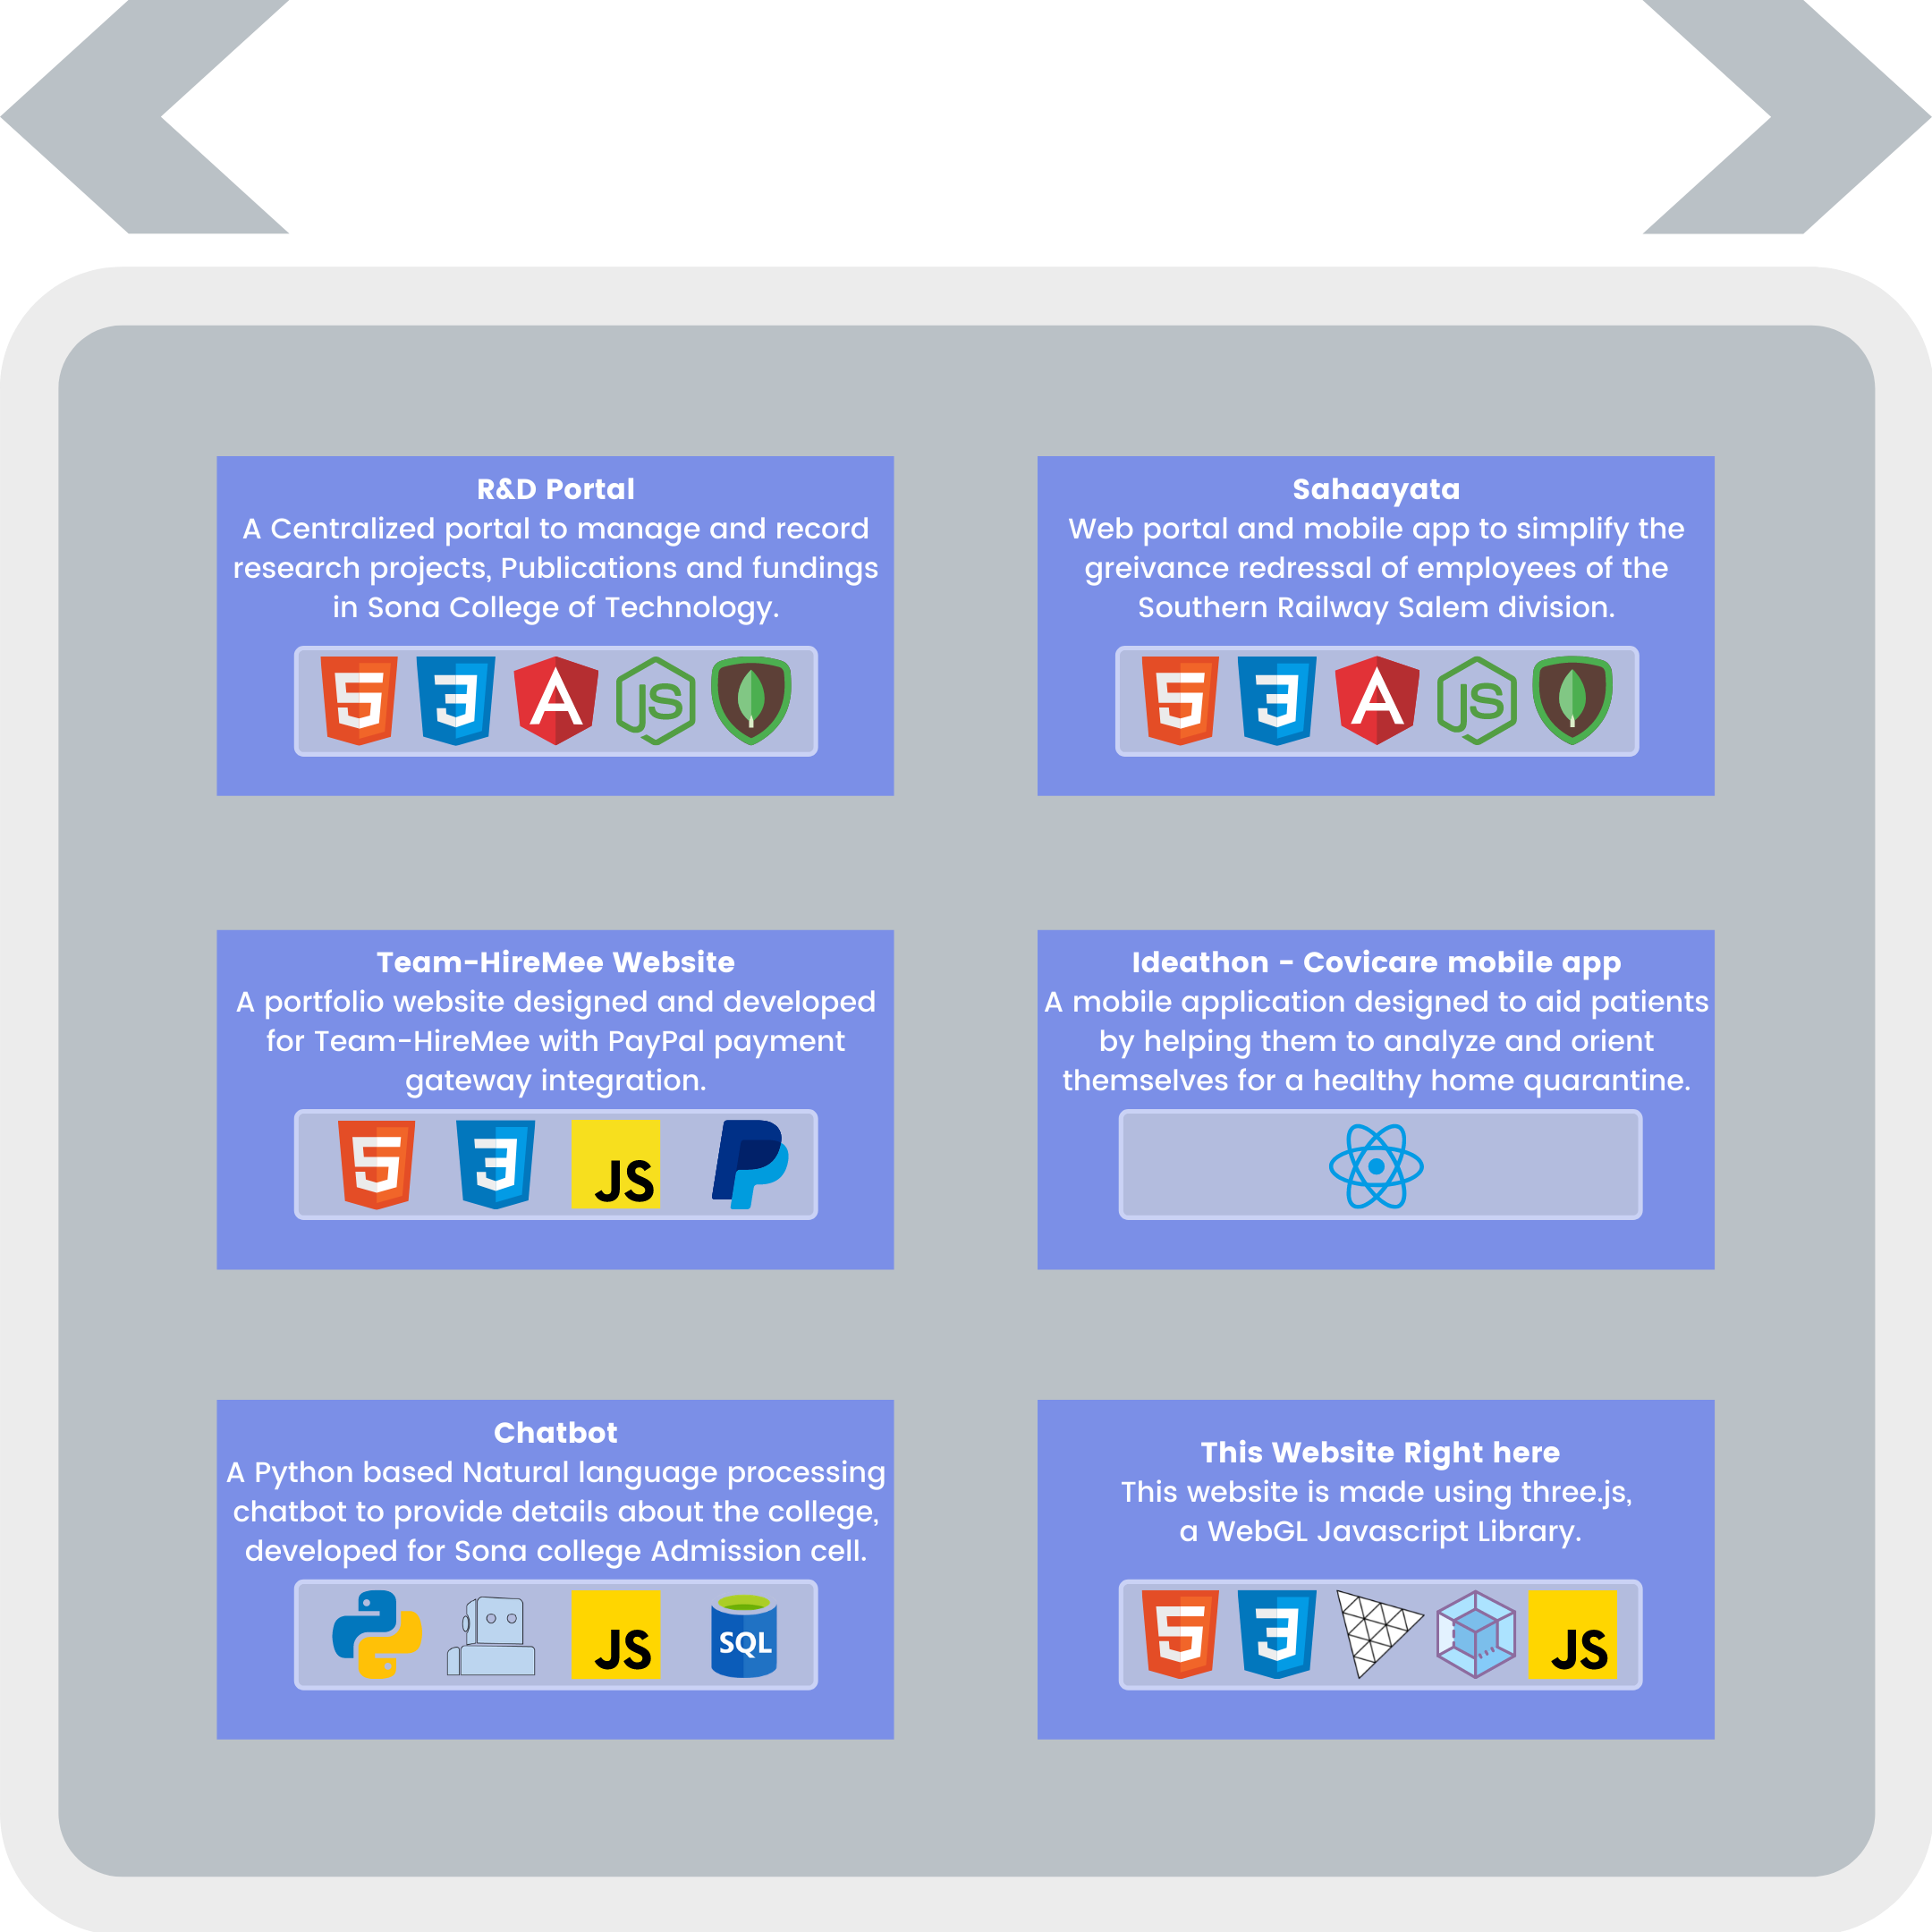 R&D Portal
A Centralized portal to manage and record
research projects, Publications and fundings
in Sona College of Technology.
JS
Sahaayata
Web portal and mobile app to simplify the
greivance redressal of employees of the
Southern Railway Salem division.
JS
Team-HireMee Website
A portfolio website designed and developed
for Team-HireMee with PayPal payment
gateway integration.
JS
Ideathon - Covicare mobile app
A mobile application designed to aid patients
by helping them to analyze and orient
themselves for a healthy home quarantine.
Chatbot
A Python based Natural language processing
chatbot to provide details about the college,
developed for Sona college Admission cell.
JS SQL
This Website Right here
This website is made using three.js,
a WebGL Javascript Library.
JS